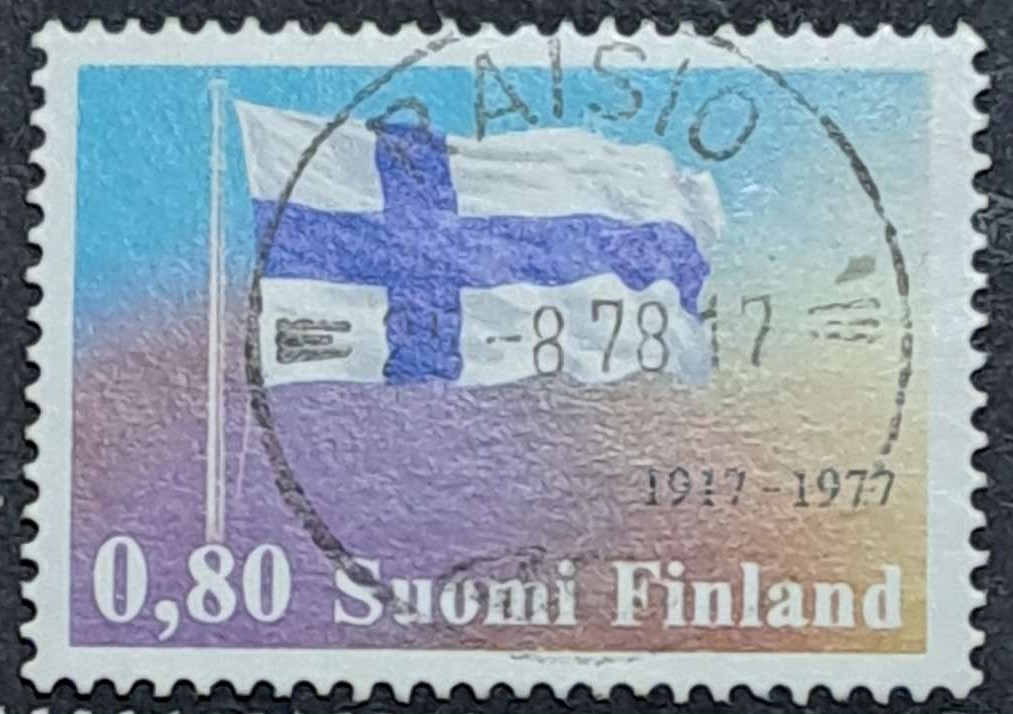 RAISIO
-8 78 17
1917-1977
0,80 Suomi Finland